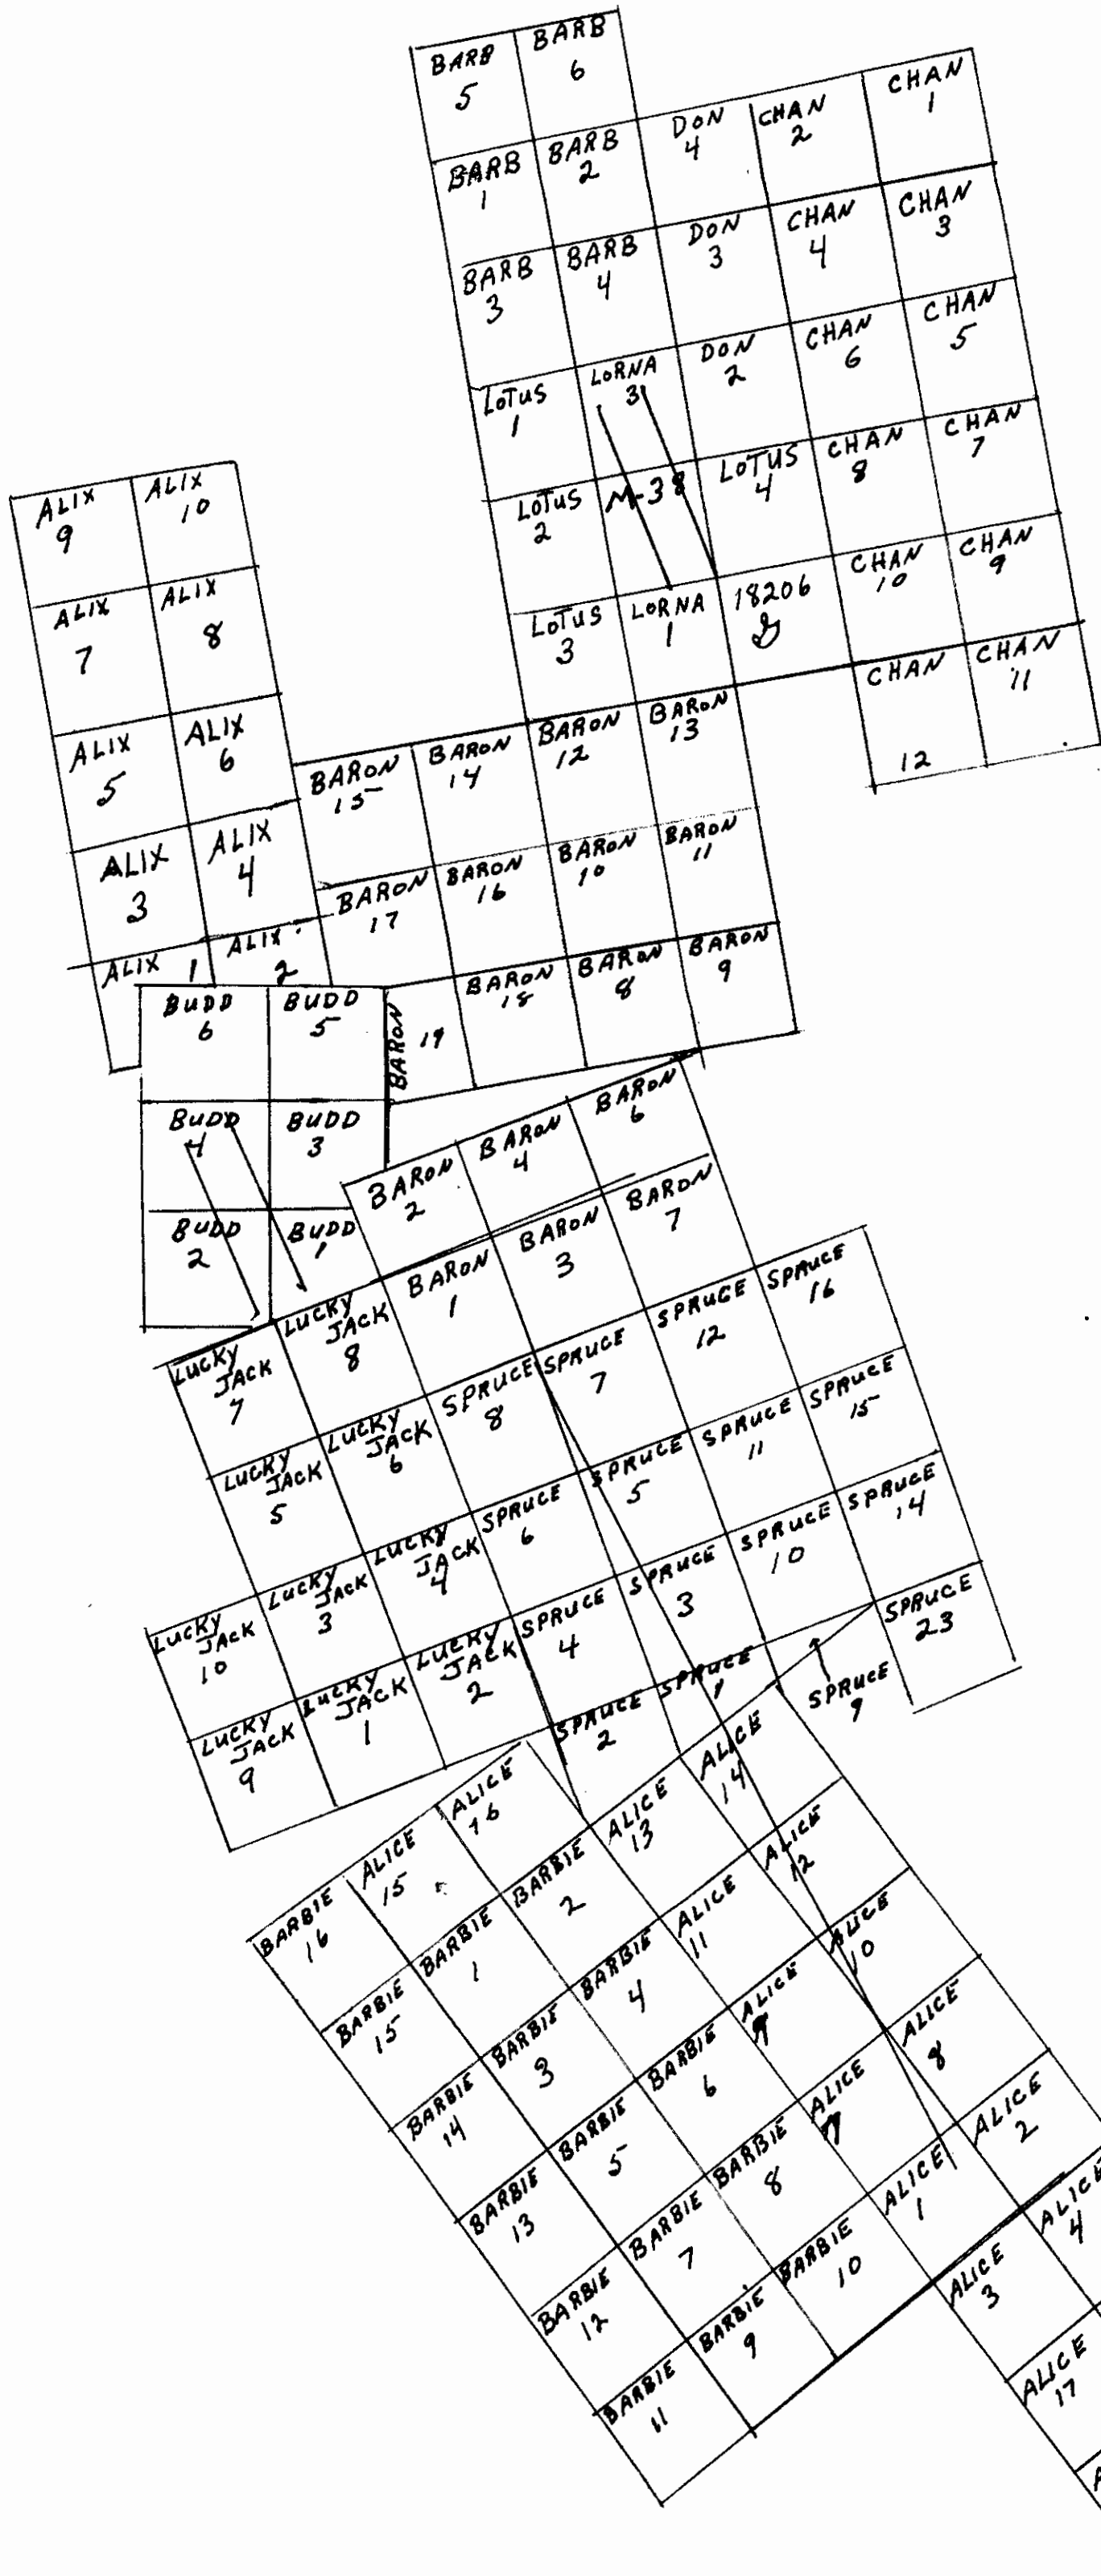 BARB 5
BARB 6
BARB 1
BARB 2
DON 4
CHAN 2
CHAN 1
BARB 3
BARB 4
DON 3
CHAN 4
CHAN 3
LOTUS 1
LORNA 3
DON 2
CHAN 6
CHAN 5
LOTUS 2
M-38
LOTUS 4
CHAN 8
CHAN 7
LOTUS 3
LORNA 1
18206
CHAN 10
CHAN 9
CHAN 12
CHAN 11
ALIX 9
ALIX 10
ALIX 7
ALIX 8
ALIX 5
ALIX 6
ALIX 3
ALIX 4
ALIX 1
ALIX 2
BARON 15
BARON 14
BARON 12
BARON 13
BARON 17
BARON 16
BARON 10
BARON 11
BARON 19
BARON 18
BARON 8
BARON 9
BUDD 6
BUDD 5
BUDD 4
BUDD 3
BUDD 2
BUDD 1
BARON 2
BARON 4
BARON 6
BARON 1
BARON 3
BARON 7
LUCKY JACK 7
LUCKY JACK 8
SPRUCE 8
SPRUCE 7
SPRUCE 12
SPRUCE 16
LUCKY JACK 5
LUCKY JACK 6
SPRUCE 6
SPRUCE 5
SPRUCE 11
SPRUCE 15
LUCKY JACK 10
LUCKY JACK 3
LUCKY JACK 4
SPRUCE 4
SPRUCE 3
SPRUCE 10
SPRUCE 14
LUCKY JACK 9
LUCKY JACK 1
LUCKY JACK 2
SPRUCE 2
SPRUCE 1
SPRUCE 9
SPRUCE 23
BARBIE 16
ALICE 15
ALICE 16
ALICE 13
ALICE 14
BARBIE 15
BARBIE 1
BARBIE 2
ALICE 11
ALICE 12
BARBIE 14
BARBIE 3
BARBIE 4
ALICE 9
ALICE 10
BARBIE 13
BARBIE 5
BARBIE 6
ALICE 7
ALICE 8
BARBIE 12
BARBIE 7
BARBIE 8
ALICE 1
ALICE 2
BARBIE 11
BARBIE 9
BARBIE 10
ALICE 3
ALICE 4
ALICE 17